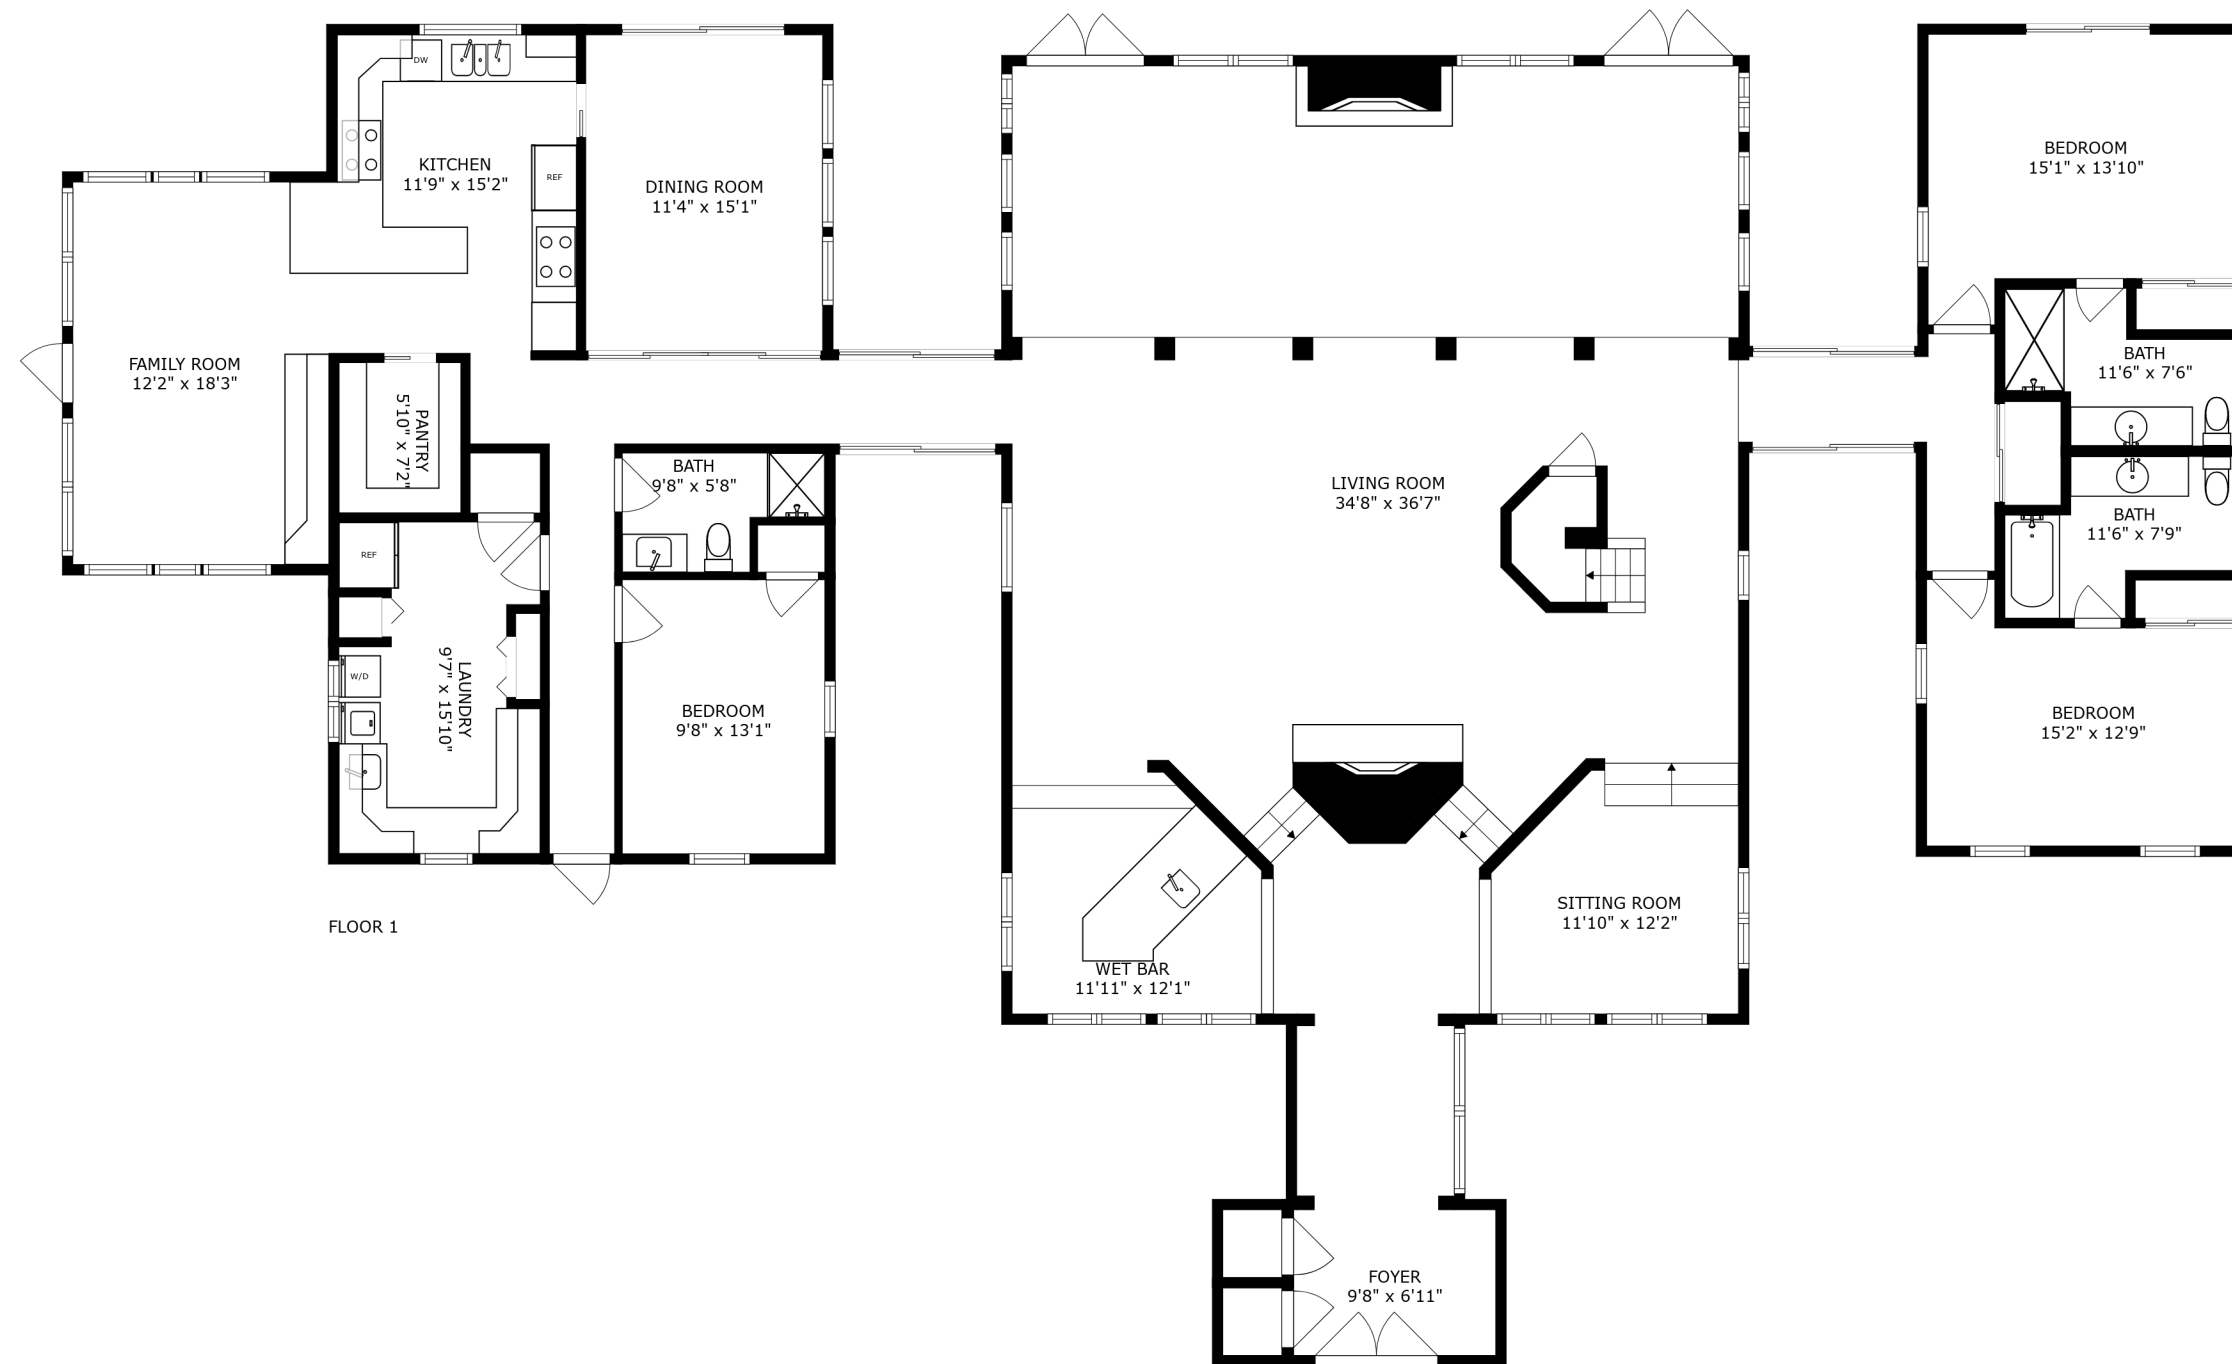 DW
KITCHEN
11'9" x 15'2"
REF
DINING ROOM
11'4" x 15'1"
BEDROOM
15'1" x 13'10"
FAMILY ROOM
12'2" x 18'3"
PANTRY
5'10" x 7'2"
BATH
9'8" x 5'8"
LIVING ROOM
34'8" x 36'7"
BATH
11'6" x 7'6"
BATH
11'6" x 7'9"
REF
W/D
LAUNDRY
9'7" x 15'10"
BEDROOM
9'8" x 13'1"
BEDROOM
15'2" x 12'9"
SITTING ROOM
11'10" x 12'2"
FLOOR 1
WET BAR
11'11" x 12'1"
FOYER
9'8" x 6'11"